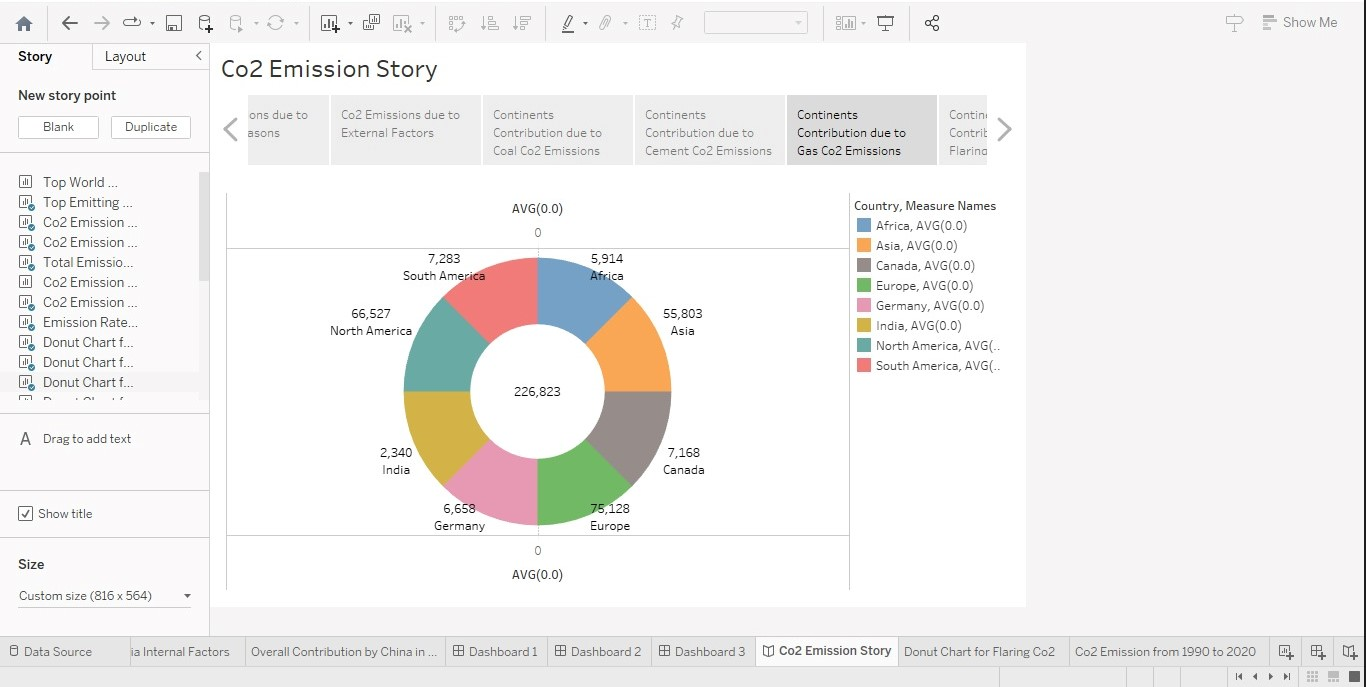 Show Me
Story
Layout
New story point
Blank
Duplicate
Top World ...
Top Emitting ...
Co2 Emission ...
Co2 Emission ...
Total Emissio...
Co2 Emission ...
Co2 Emission ...
Emission Rate...
Donut Chart f...
Donut Chart f...
Donut Chart f...
A Drag to add text
Show title
Size
Custom size (816 x 564)
Co2 Emission Story
ons due to
asons
Co2 Emissions due to
External Factors
Continents
Contribution due to
Coal Co2 Emissions
Continents
Contribution due to
Cement Co2 Emissions
Continents
Contribution due to
Gas Co2 Emissions
Contine
Contrib
Flaring
AVG(0.0)
0
7,283
South America
5,914
Africa
66,527
North America
55,803
Asia
226,823
2,340
India
7,168
Canada
6,658
Germany
75,128
Europe
0
AVG(0.0)
Country, Measure Names
Africa, AVG(0.0)
Asia, AVG(0.0)
Canada, AVG(0.0)
Europe, AVG(0.0)
Germany, AVG(0.0)
India, AVG(0.0)
North America, AVG(..
South America, AVG(..
Data Source
ia Internal Factors
Overall Contribution by China in ...
Dashboard 1
Dashboard 2
Dashboard 3
Co2 Emission Story
Donut Chart for Flaring Co2
Co2 Emission from 1990 to 2020